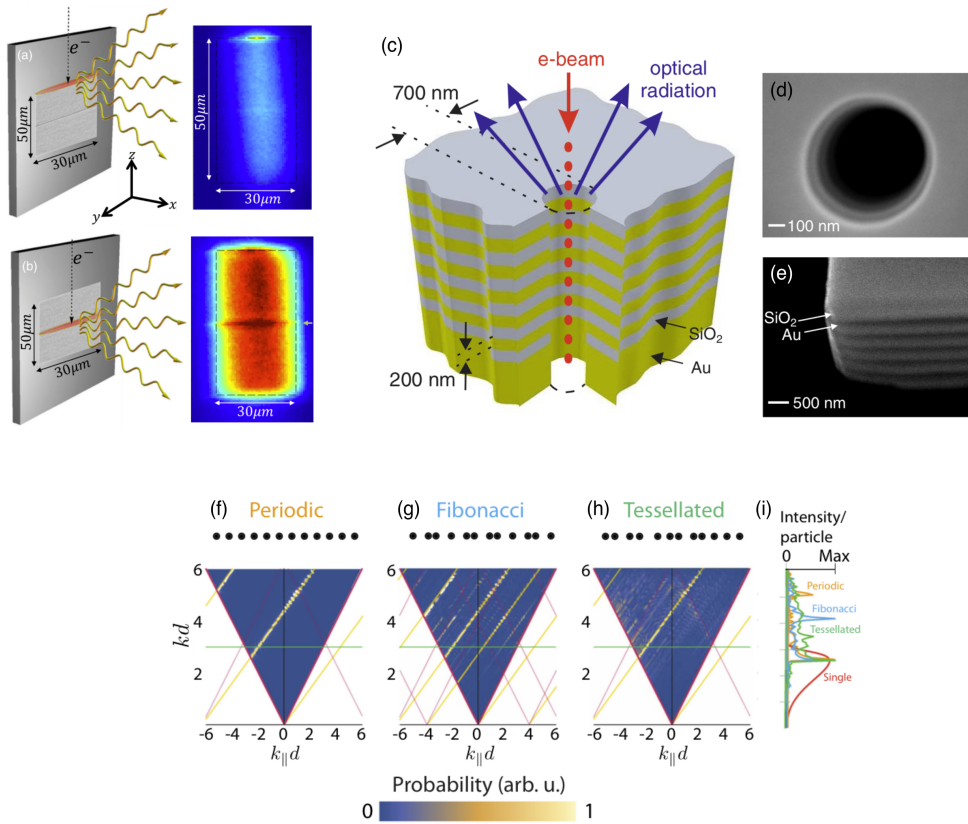 (a)
e⁻
50μm
30μm
z
y
x
50μm
30μm
(b)
e⁻
50μm
30μm
30μm
(c)
e-beam
optical
radiation
700 nm
SiO₂
Au
200 nm
(d)
100 nm
(e)
SiO₂
Au
500 nm
(f) Periodic
(g) Fibonacci
(h) Tessellated
(i) Intensity/
particle
0 Max
Periodic
Fibonacci
Tessellated
Single
kd
6
4
2
-6 -4 -2 0 2 4 6
k∥d
6
4
2
-6 -4 -2 0 2 4 6
k∥d
6
4
2
-6 -4 -2 0 2 4 6
k∥d
Probability (arb. u.)
0 1